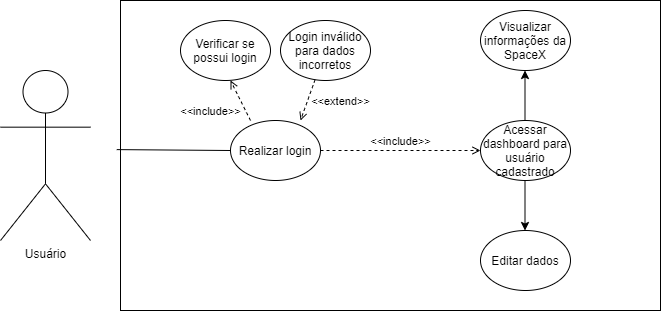 Verificar se
possui login
Login inválido
para dados
incorretos
Visualizar
informações da
SpaceX
<<include>>
<<extend>>
Realizar login
<<include>>
Acessar
dashboard para
usuário
cadastrado
Usuário
Editar dados